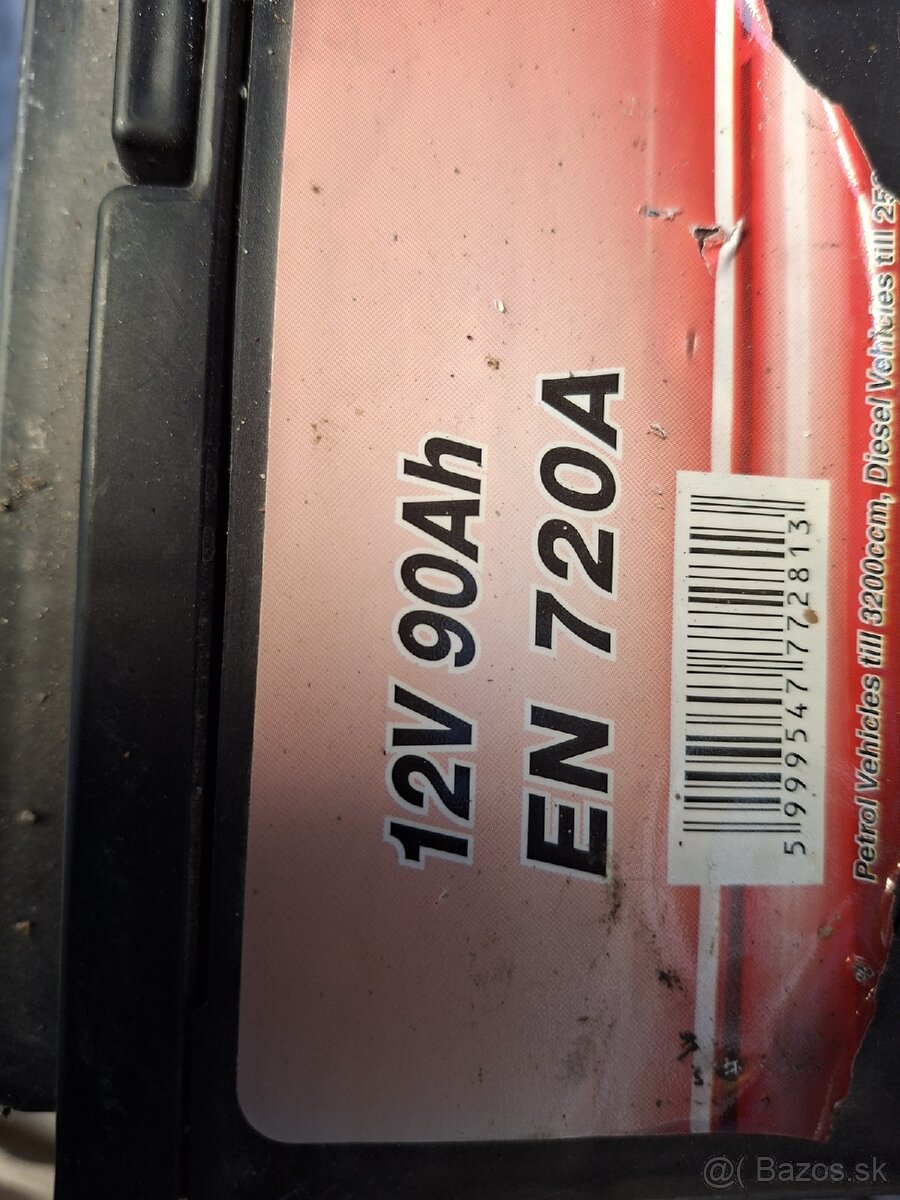 12V 90Ah
EN 720A
5 999547 772813
Petrol Vehicles till 3200ccm, Diesel Vehicles till
@( Bazos.sk